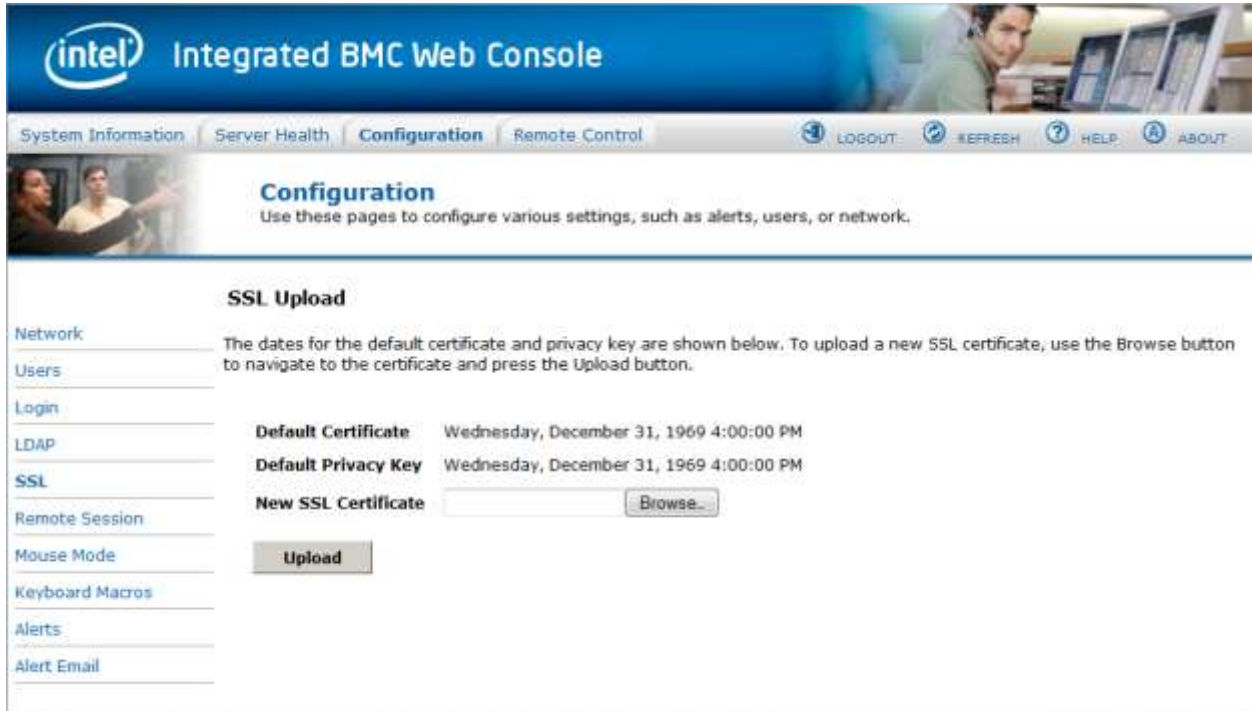 intel Integrated BMC Web Console
System Information Server Health Configuration Remote Control LOGOUT REFRESH HELP ABOUT
Configuration
Use these pages to configure various settings, such as alerts, users, or network.
SSL Upload
The dates for the default certificate and privacy key are shown below. To upload a new SSL certificate, use the Browse button
to navigate to the certificate and press the Upload button.
Network
Users
Login
LDAP
SSL
Remote Session
Mouse Mode
Keyboard Macros
Alerts
Alert Email
Default Certificate Wednesday, December 31, 1969 4:00:00 PM
Default Privacy Key Wednesday, December 31, 1969 4:00:00 PM
New SSL Certificate Browse..
Upload